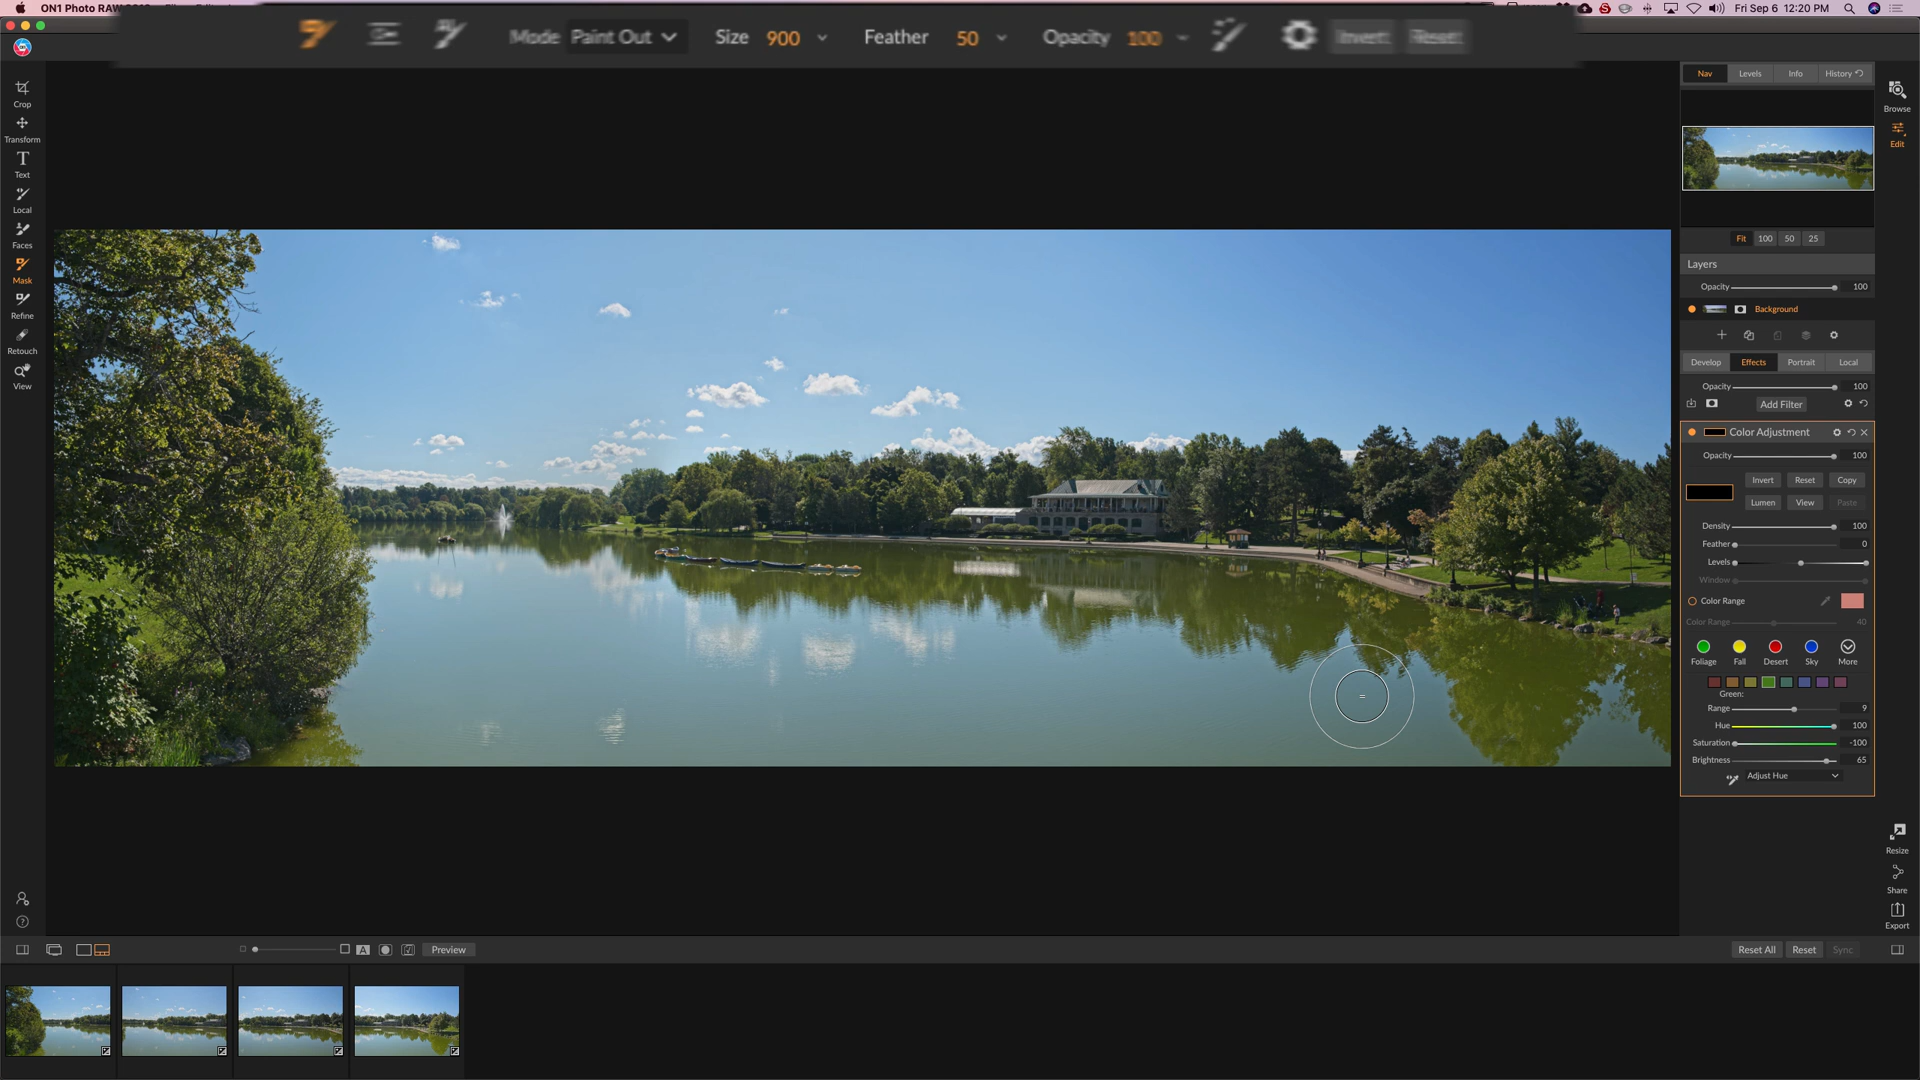 ON1 Photo RAW
Fri Sep 6 12:20 PM
Mode Paint Out Size 900 Feather 50 Opacity 100 Invert Reset
Crop
Transform
T
Text
Local
Faces
Mask
Refine
Retouch
View
Nav Levels Info History
Browse
Edit
Fit 100 50 25
Layers
Opacity 100
Background
Develop Effects Portrait Local
Opacity 100
Add Filter
Color Adjustment
Opacity 100
Invert Reset Copy
Lumen View Paste
Density 100
Feather 0
Levels
Window
Color Range
Color Range 40
Foliage Fall Desert Sky More
Green:
Range 9
Hue 100
Saturation -100
Brightness 65
Adjust Hue
Resize
Share
Export
A Preview
Reset All Reset Sync